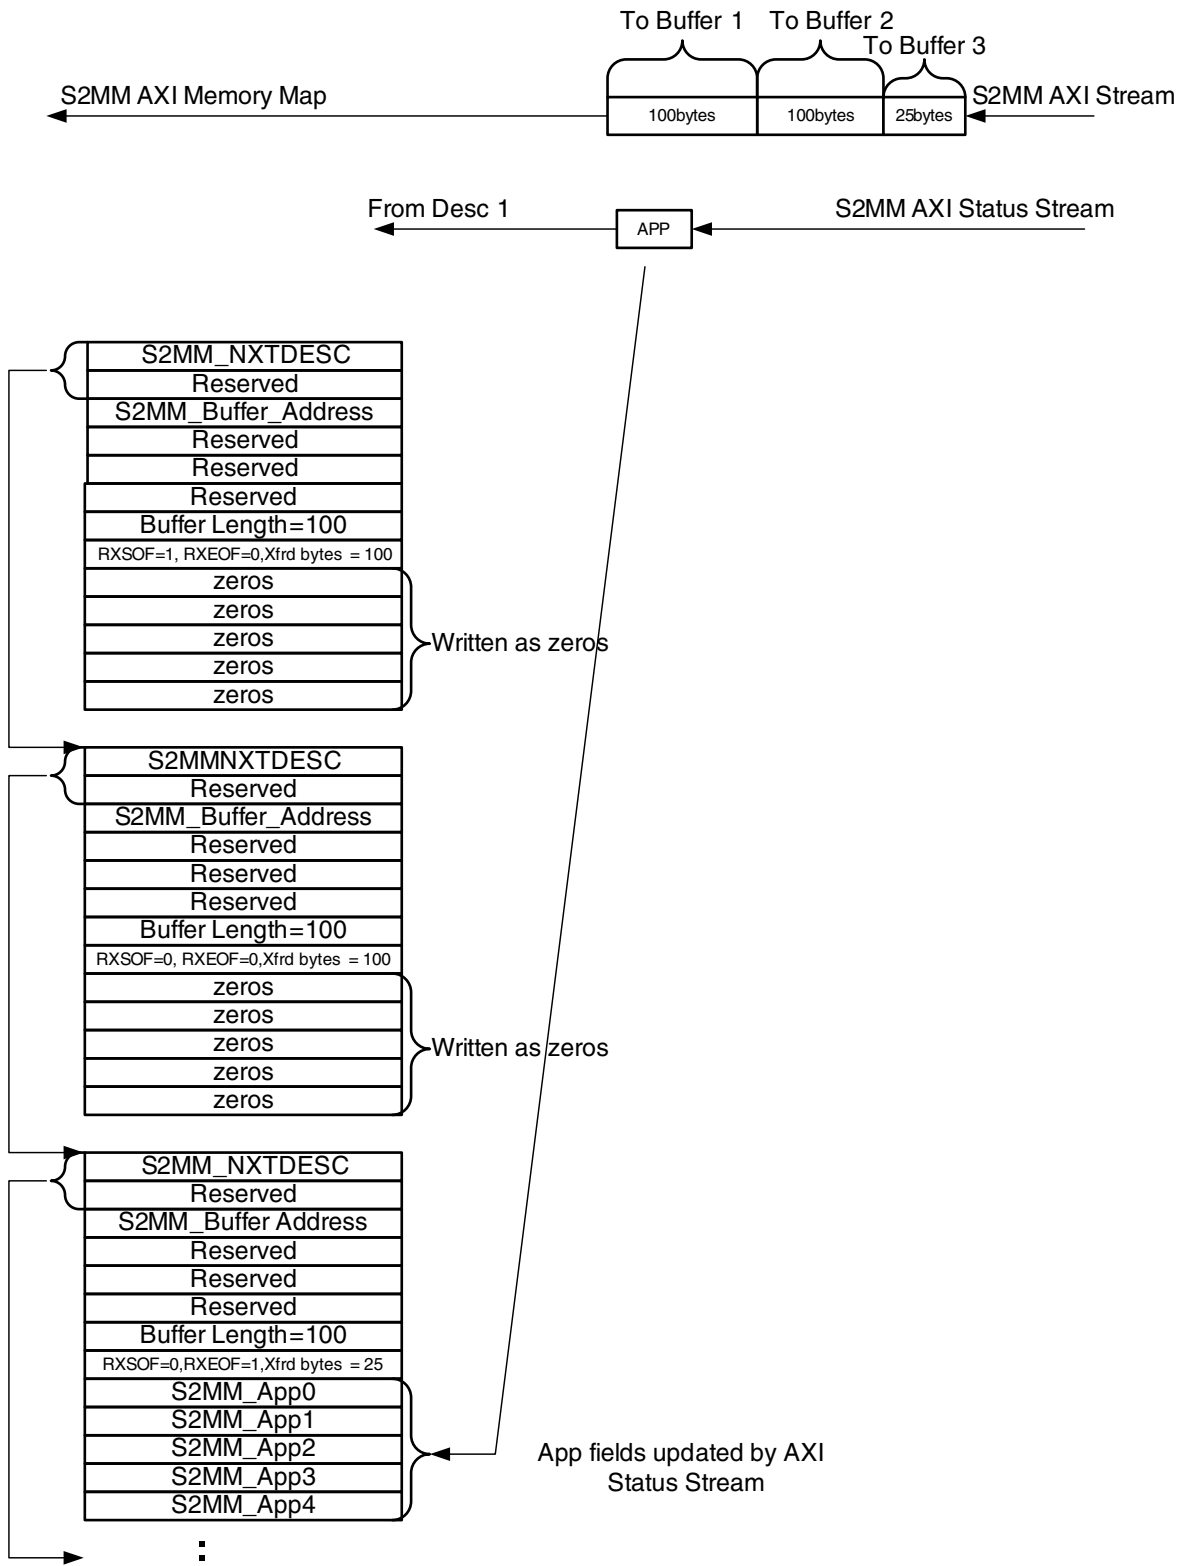 To Buffer 1
To Buffer 2
To Buffer 3
S2MM AXI Memory Map
100bytes
100bytes
25bytes
S2MM AXI Stream
From Desc 1
APP
S2MM AXI Status Stream
S2MM_NXTDESC
Reserved
S2MM_Buffer_Address
Reserved
Reserved
Reserved
Buffer Length=100
RXSOF=1, RXEOF=0,Xfrd bytes = 100
zeros
zeros
zeros
zeros
zeros
Written as zeros
S2MMNXTDESC
Reserved
S2MM_Buffer_Address
Reserved
Reserved
Reserved
Buffer Length=100
RXSOF=0, RXEOF=0,Xfrd bytes = 100
zeros
zeros
zeros
zeros
zeros
Written as zeros
S2MM_NXTDESC
Reserved
S2MM_Buffer Address
Reserved
Reserved
Reserved
Buffer Length=100
RXSOF=0,RXEOF=1,Xfrd bytes = 25
S2MM_App0
S2MM_App1
S2MM_App2
S2MM_App3
S2MM_App4
App fields updated by AXI
Status Stream